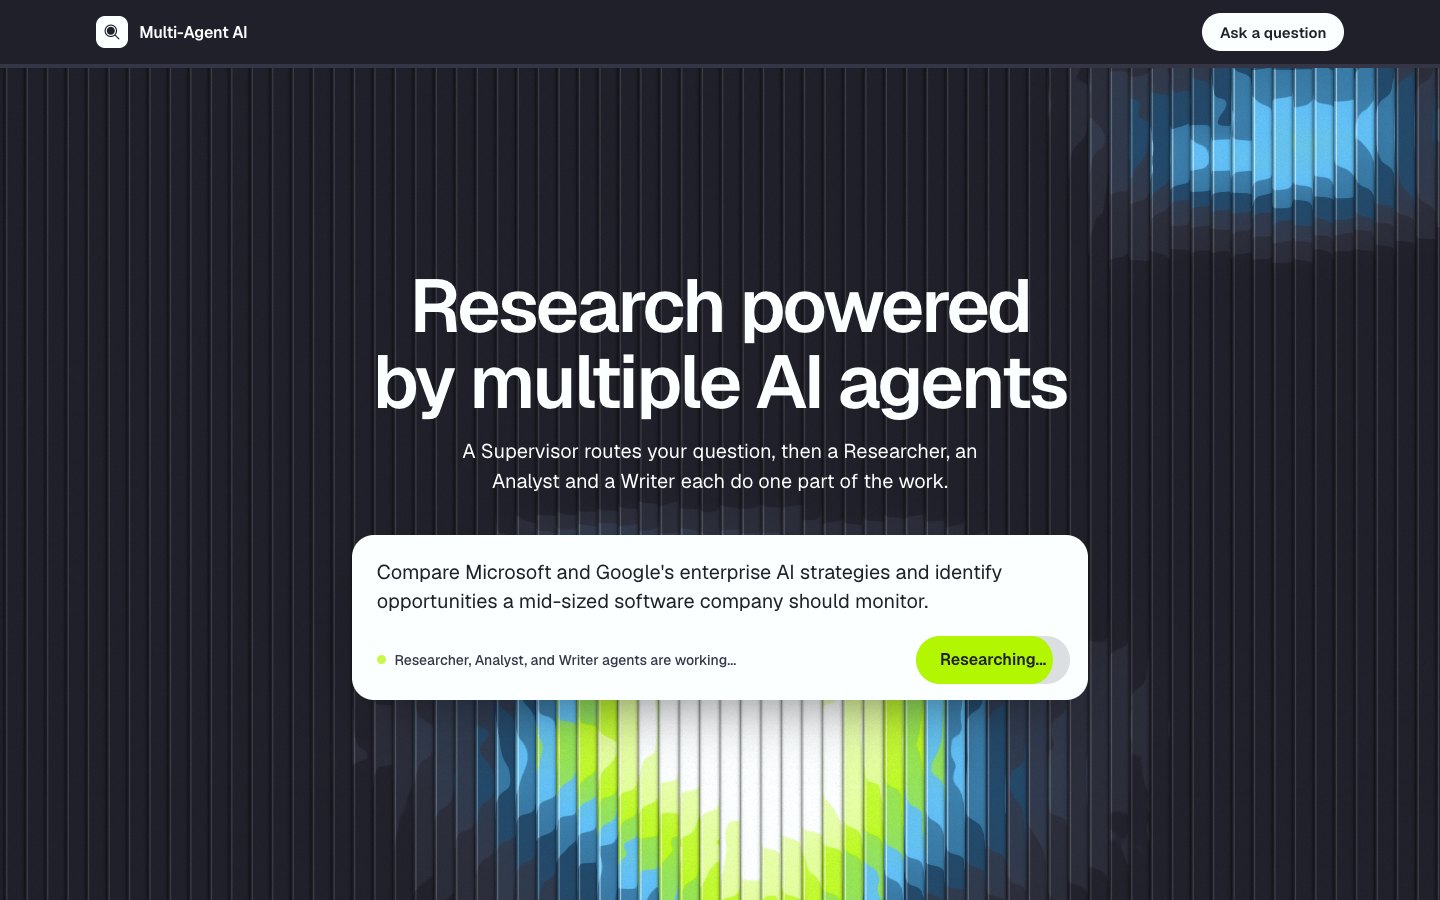 Multi-Agent AI
Ask a question
Research powered
by multiple AI agents
A Supervisor routes your question, then a Researcher, an
Analyst and a Writer each do one part of the work.
Compare Microsoft and Google's enterprise AI strategies and identify
opportunities a mid-sized software company should monitor.
Researcher, Analyst, and Writer agents are working...
Researching...